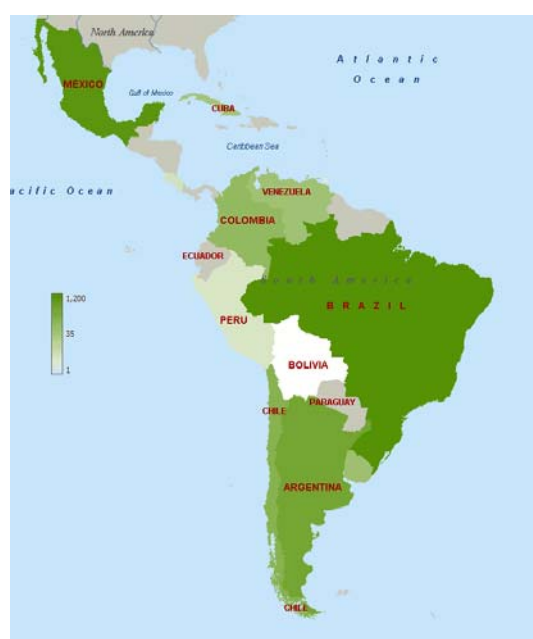 North America
Atlantic
Ocean
MEXICO
Gulf of Mexico
CUBA
Caribbean Sea
acific Ocean
VENEZUELA
COLOMBIA
ECUADOR
South America
1,200
35
1
BRAZIL
PERU
BOLIVIA
PARAGUAY
CHILE
ARGENTINA
CHILE